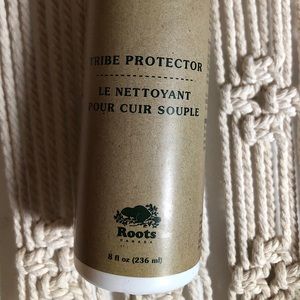 TRIBE PROTECTOR
LE NETTOYANT
POUR CUIR SOUPLE
Roots
CANADA
8 fl oz (236 ml)